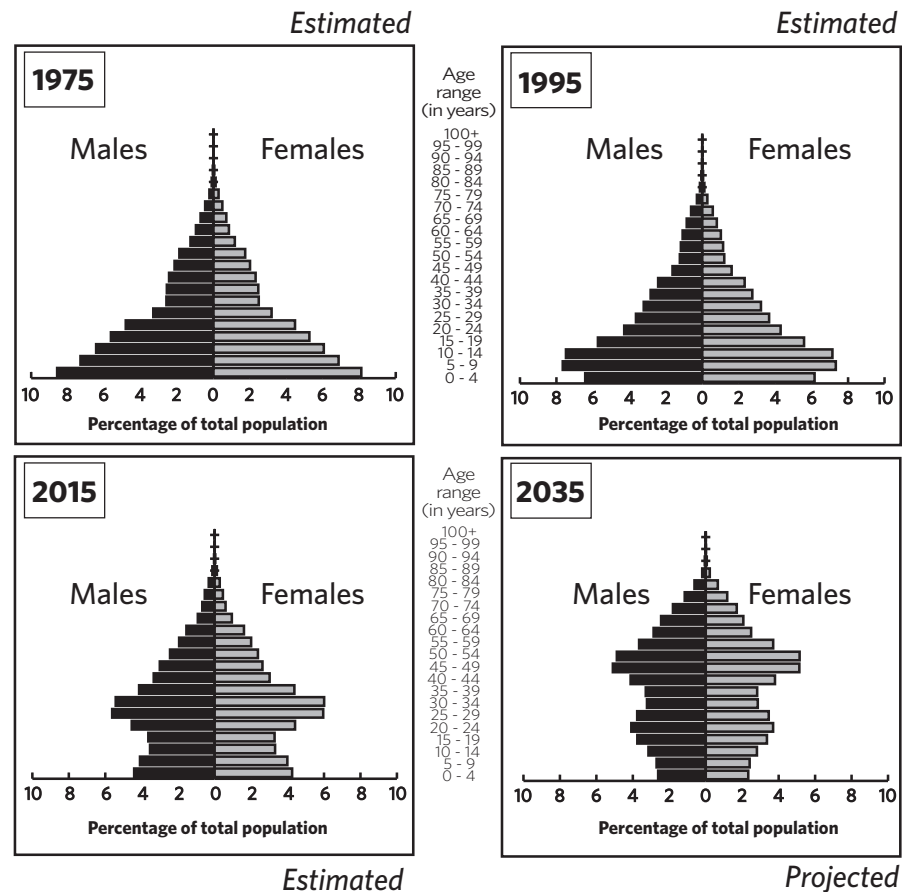 Estimated
Estimated
1975
Males
Females
10 8 6 4 2 0 2 4 6 8 10
Percentage of total population
Age
range
(in years)
100+
95 - 99
90 - 94
85 - 89
80 - 84
75 - 79
70 - 74
65 - 69
60 - 64
55 - 59
50 - 54
45 - 49
40 - 44
35 - 39
30 - 34
25 - 29
20 - 24
15 - 19
10 - 14
5 - 9
0 - 4
1995
Males
Females
10 8 6 4 2 0 2 4 6 8 10
Percentage of total population
2015
Males
Females
10 8 6 4 2 0 2 4 6 8 10
Percentage of total population
Age
range
(in years)
100+
95 - 99
90 - 94
85 - 89
80 - 84
75 - 79
70 - 74
65 - 69
60 - 64
55 - 59
50 - 54
45 - 49
40 - 44
35 - 39
30 - 34
25 - 29
20 - 24
15 - 19
10 - 14
5 - 9
0 - 4
2035
Males
Females
10 8 6 4 2 0 2 4 6 8 10
Percentage of total population
Estimated
Projected